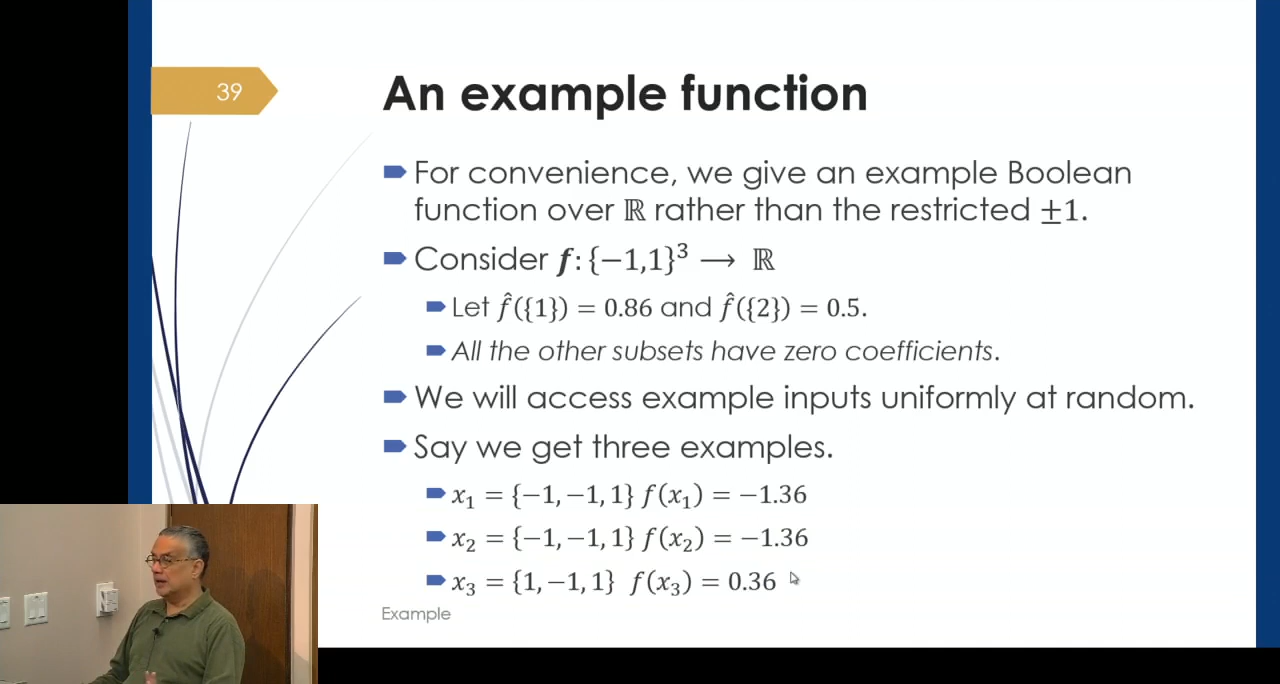 39
An example function
For convenience, we give an example Boolean
function over ℝ rather than the restricted ±1.
Consider f: {−1,1}³ ⟶ ℝ
Let f̂({1}) = 0.86 and f̂({2}) = 0.5.
All the other subsets have zero coefficients.
We will access example inputs uniformly at random.
Say we get three examples.
x₁ = {−1, −1, 1} f(x₁) = −1.36
x₂ = {−1, −1, 1} f(x₂) = −1.36
x₃ = {1, −1, 1} f(x₃) = 0.36
Example